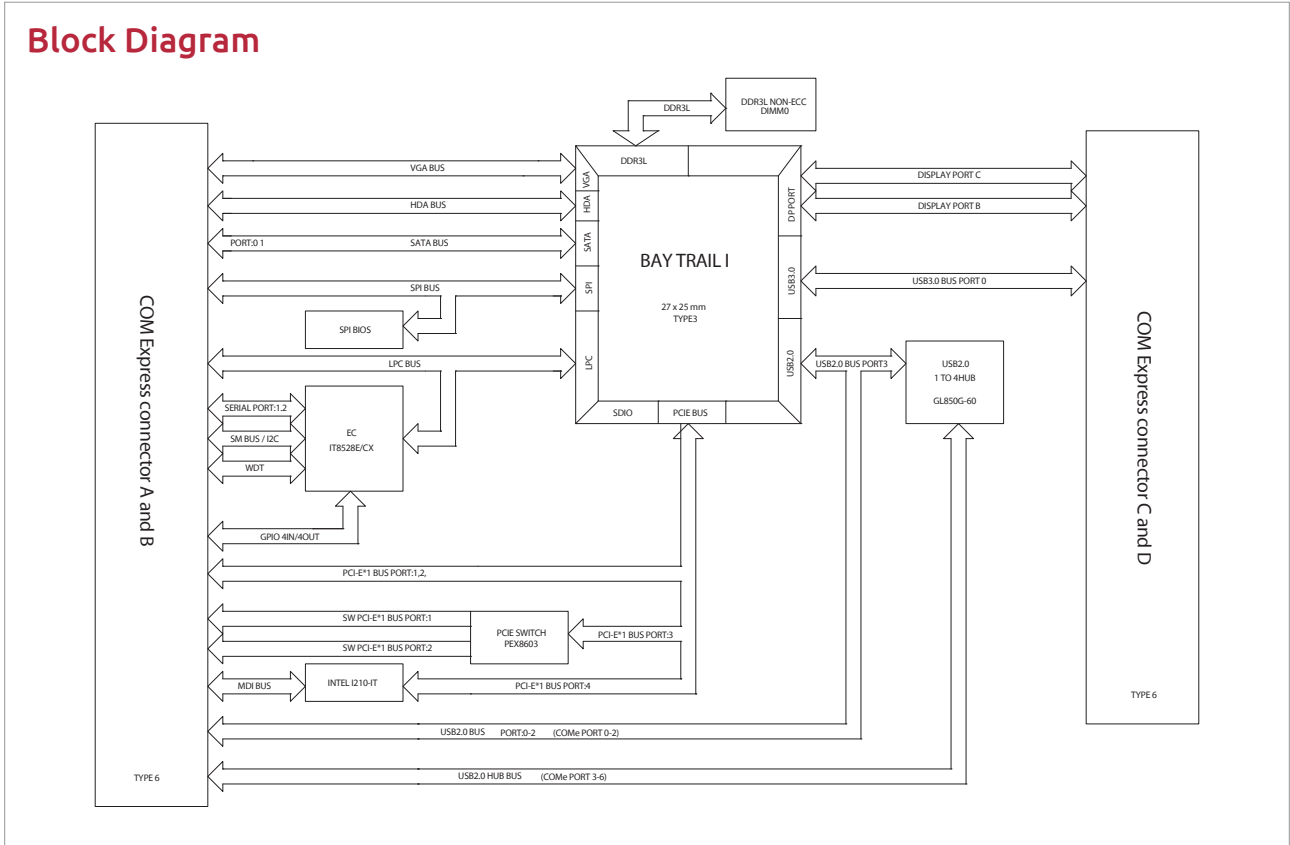 Block Diagram
DDR3L
DDR3L NON-ECC
DIMM0
COM Express connector A and B
TYPE 6
VGA BUS
HDA BUS
PORT:0 1
SATA BUS
SPI BUS
SPI BIOS
LPC BUS
SERIAL PORT:1.2
SM BUS / I2C
WDT
EC
IT8528E/CX
GPIO 4IN/4OUT
PCI-E*1 BUS PORT:1,2,
SW PCI-E*1 BUS PORT:1
SW PCI-E*1 BUS PORT:2
PCIE SWITCH
PEX8603
PCI-E*1 BUS PORT:3
MDI BUS
INTEL I210-IT
PCI-E*1 BUS PORT:4
USB2.0 BUS PORT:0-2 (COMe PORT 0-2)
USB2.0 HUB BUS (COMe PORT 3-6)
DDR3L
VGA
HDA
SATA
SPI
LPC
BAY TRAIL I
27 x 25 mm
TYPE3
DPPORT
USB3.0
USB2.0
SDIO
PCIE BUS
DISPLAY PORT C
DISPLAY PORT B
USB3.0 BUS PORT 0
USB2.0 BUS PORT3
USB2.0
1 TO 4HUB
GL850G-60
COM Express connector C and D
TYPE 6